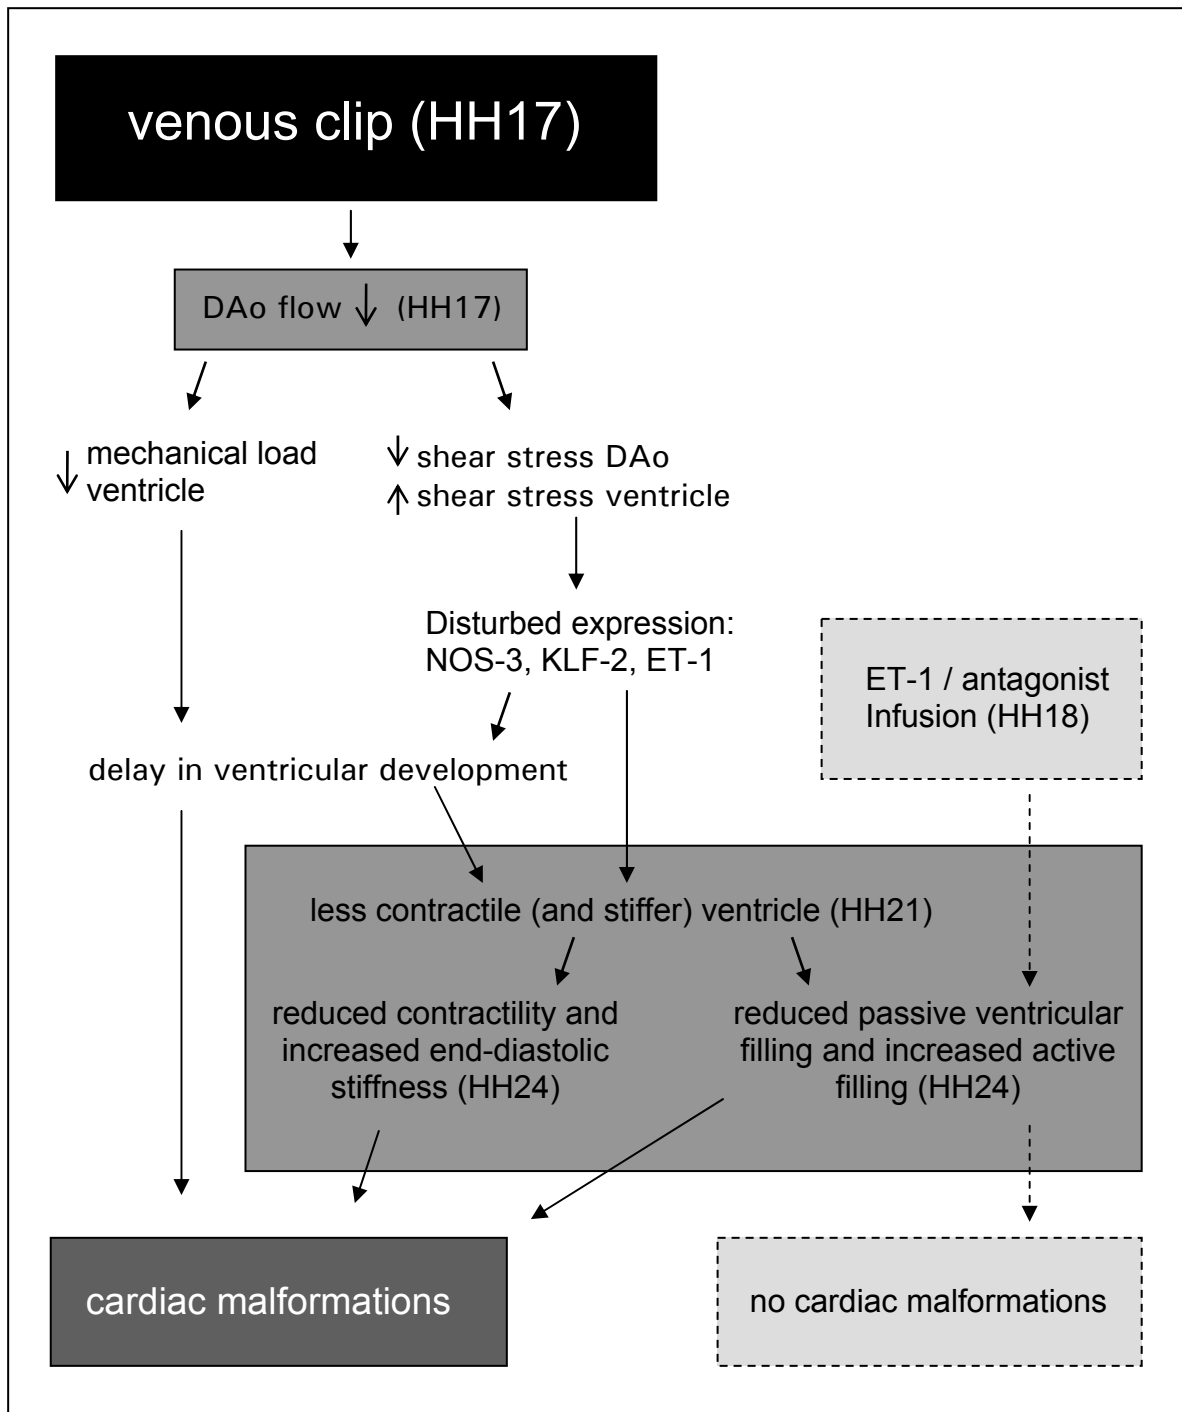 venous clip (HH17)
DAo flow ↓ (HH17)
↓ mechanical load
ventricle
↓ shear stress DAo
↑ shear stress ventricle
Disturbed expression:
NOS-3, KLF-2, ET-1
ET-1 / antagonist
Infusion (HH18)
delay in ventricular development
less contractile (and stiffer) ventricle (HH21)
reduced contractility and
increased end-diastolic
stiffness (HH24)
reduced passive ventricular
filling and increased active
filling (HH24)
cardiac malformations
no cardiac malformations